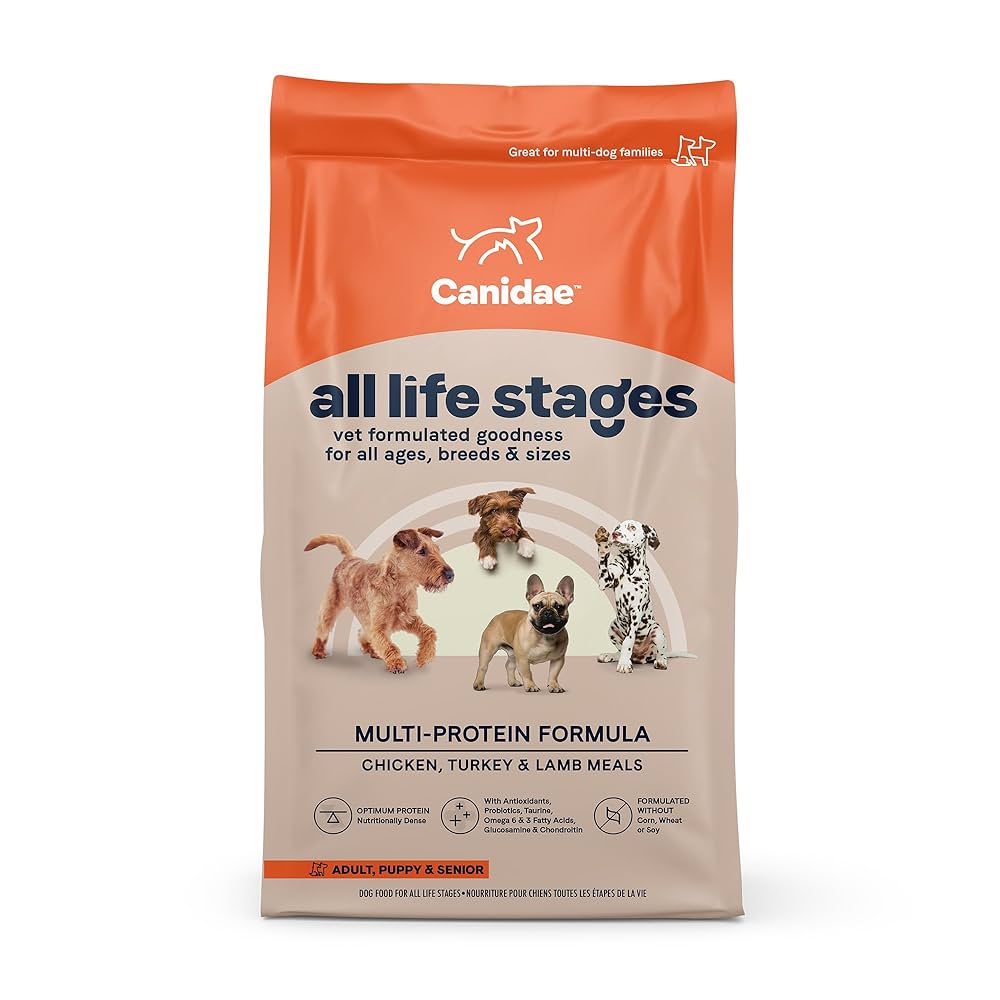 Great for multi-dog families
Canidae™
all life stages
vet formulated goodness
for all ages, breeds & sizes
MULTI-PROTEIN FORMULA
CHICKEN, TURKEY & LAMB MEALS
OPTIMUM PROTEIN
Nutritionally Dense
With Antioxidants,
Probiotics, Taurine,
Omega 6 & 3 Fatty Acids,
Glucosamine & Chondroitin
FORMULATED
WITHOUT
Corn, Wheat
or Soy
ADULT, PUPPY & SENIOR
DOG FOOD FOR ALL LIFE STAGES • NOURRITURE POUR CHIENS TOUTES LES ÉTAPES DE LA VIE